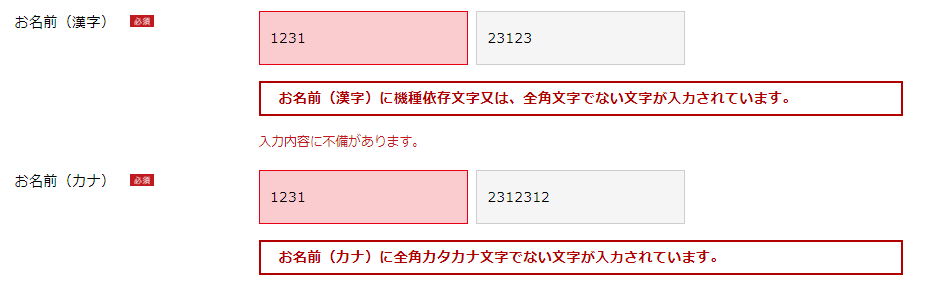 お名前（漢字） 必須 1231 23123
お名前（漢字）に機種依存文字又は、全角文字でない文字が入力されています。
入力内容に不備があります。
お名前（カナ） 必須 1231 2312312
お名前（カナ）に全角カタカナ文字でない文字が入力されています。